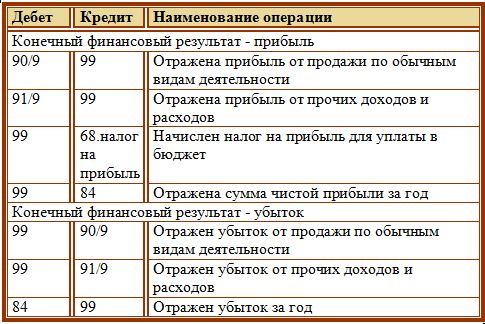 Дебет Кредит Наименование операции
Конечный финансовый результат - прибыль
90/9 99 Отражена прибыль от продажи по обычным
видам деятельности
91/9 99 Отражена прибыль от прочих доходов и
расходов
99 68.налог Начислен налог на прибыль для уплаты в
на бюджет
прибыль
99 84 Отражена сумма чистой прибыли за год
Конечный финансовый результат - убыток
99 90/9 Отражен убыток от продажи по обычным
видам деятельности
99 91/9 Отражен убыток от прочих доходов и
расходов
84 99 Отражен убыток за год